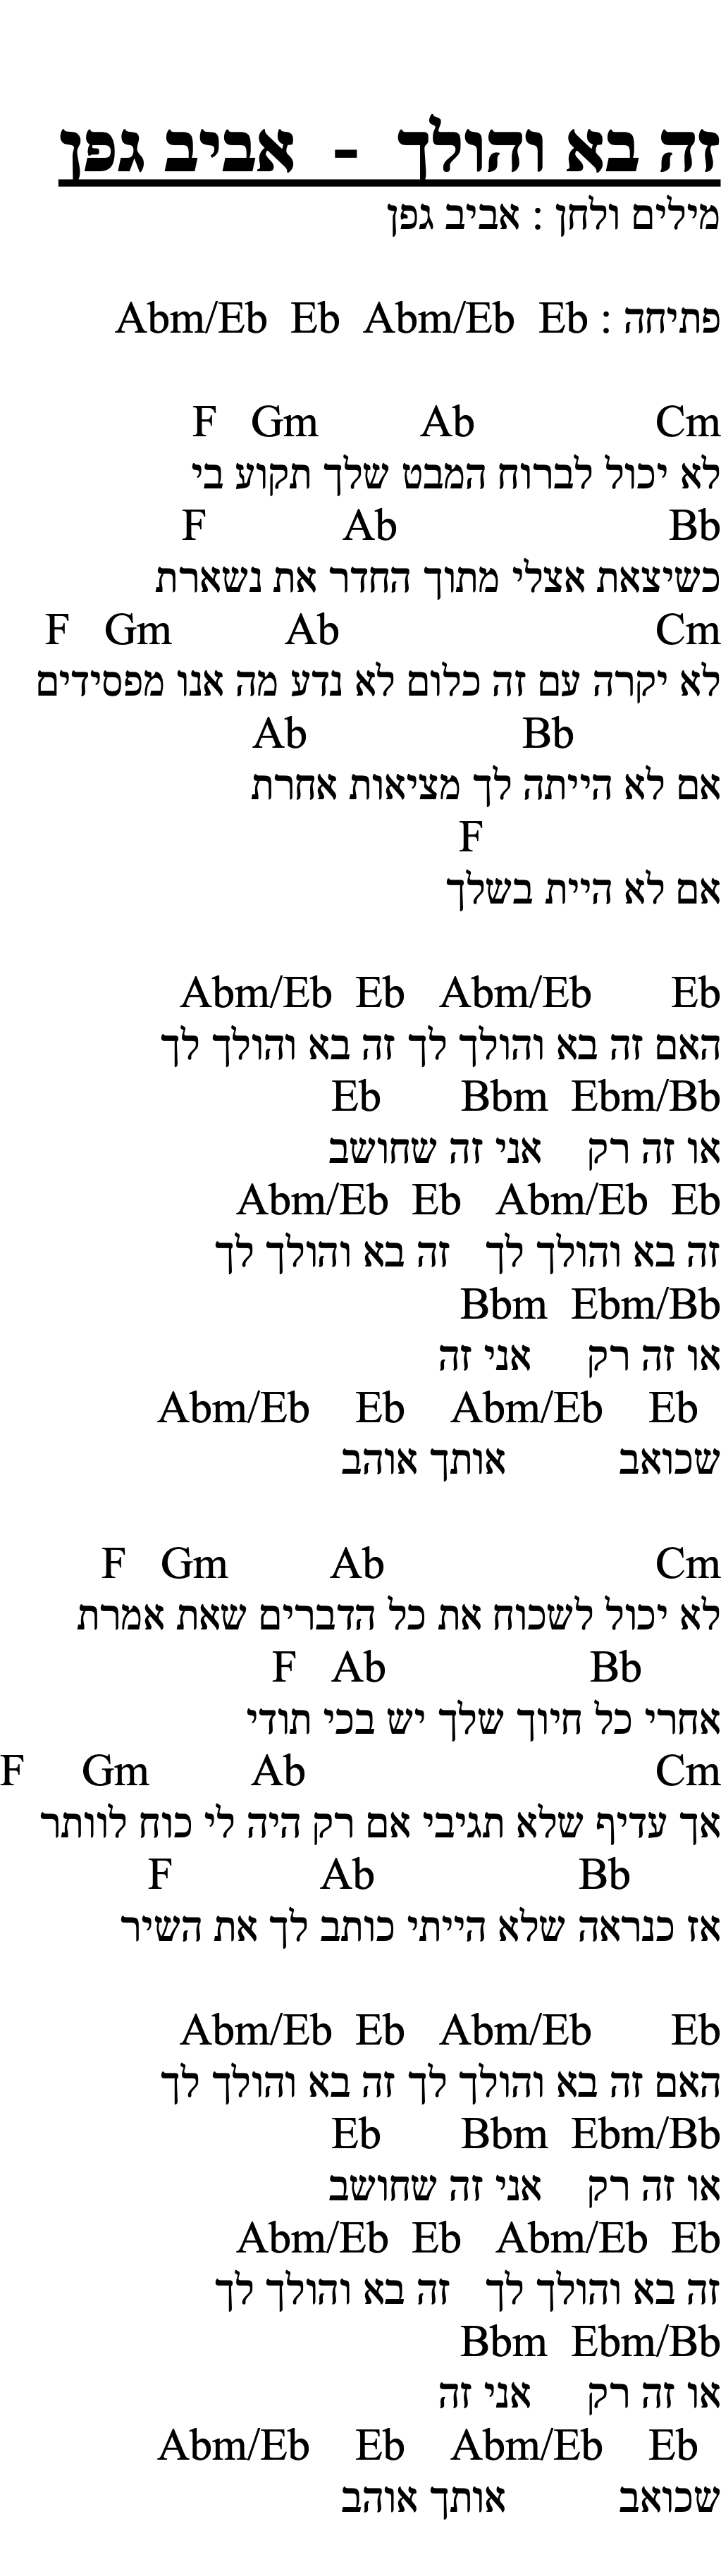 זה בא והולך - אביב גפן
מילים ולחן : אביב גפן
פתיחה : Abm/Eb  Eb  Abm/Eb  Eb
F   Gm   Ab   Cm
לא יכול לברוח המבט שלך תקוע בי
F   Ab   Bb
כשיצאת אצלי מתוך החדר את נשארת
F   Gm   Ab   Cm
לא יקרה עם זה כלום לא נדע מה אנו מפסידים
Ab   Bb
אם לא הייתה לך מציאות אחרת
F
אם לא היית בשלך
Abm/Eb  Eb   Abm/Eb   Eb
האם זה בא והולך לך זה בא והולך לך
Eb   Bbm  Ebm/Bb
או זה רק    אני זה שחושב
Abm/Eb  Eb   Abm/Eb  Eb
זה בא והולך לך   זה בא והולך לך
Bbm  Ebm/Bb
או זה רק    אני זה
Abm/Eb    Eb    Abm/Eb    Eb
שכואב          אותך אוהב
F   Gm   Ab   Cm
לא יכול לשכוח את כל הדברים שאת אמרת
F   Ab   Bb
אחרי כל חיוך שלך יש בכי תודי
F   Gm   Ab   Cm
אך עדיף שלא תגיבי אם רק היה לי כוח לוותר
F   Ab   Bb
אז כנראה שלא הייתי כותב לך את השיר
Abm/Eb  Eb   Abm/Eb   Eb
האם זה בא והולך לך זה בא והולך לך
Eb   Bbm  Ebm/Bb
או זה רק    אני זה שחושב
Abm/Eb  Eb   Abm/Eb  Eb
זה בא והולך לך   זה בא והולך לך
Bbm  Ebm/Bb
או זה רק    אני זה
Abm/Eb    Eb    Abm/Eb    Eb
שכואב          אותך אוהב